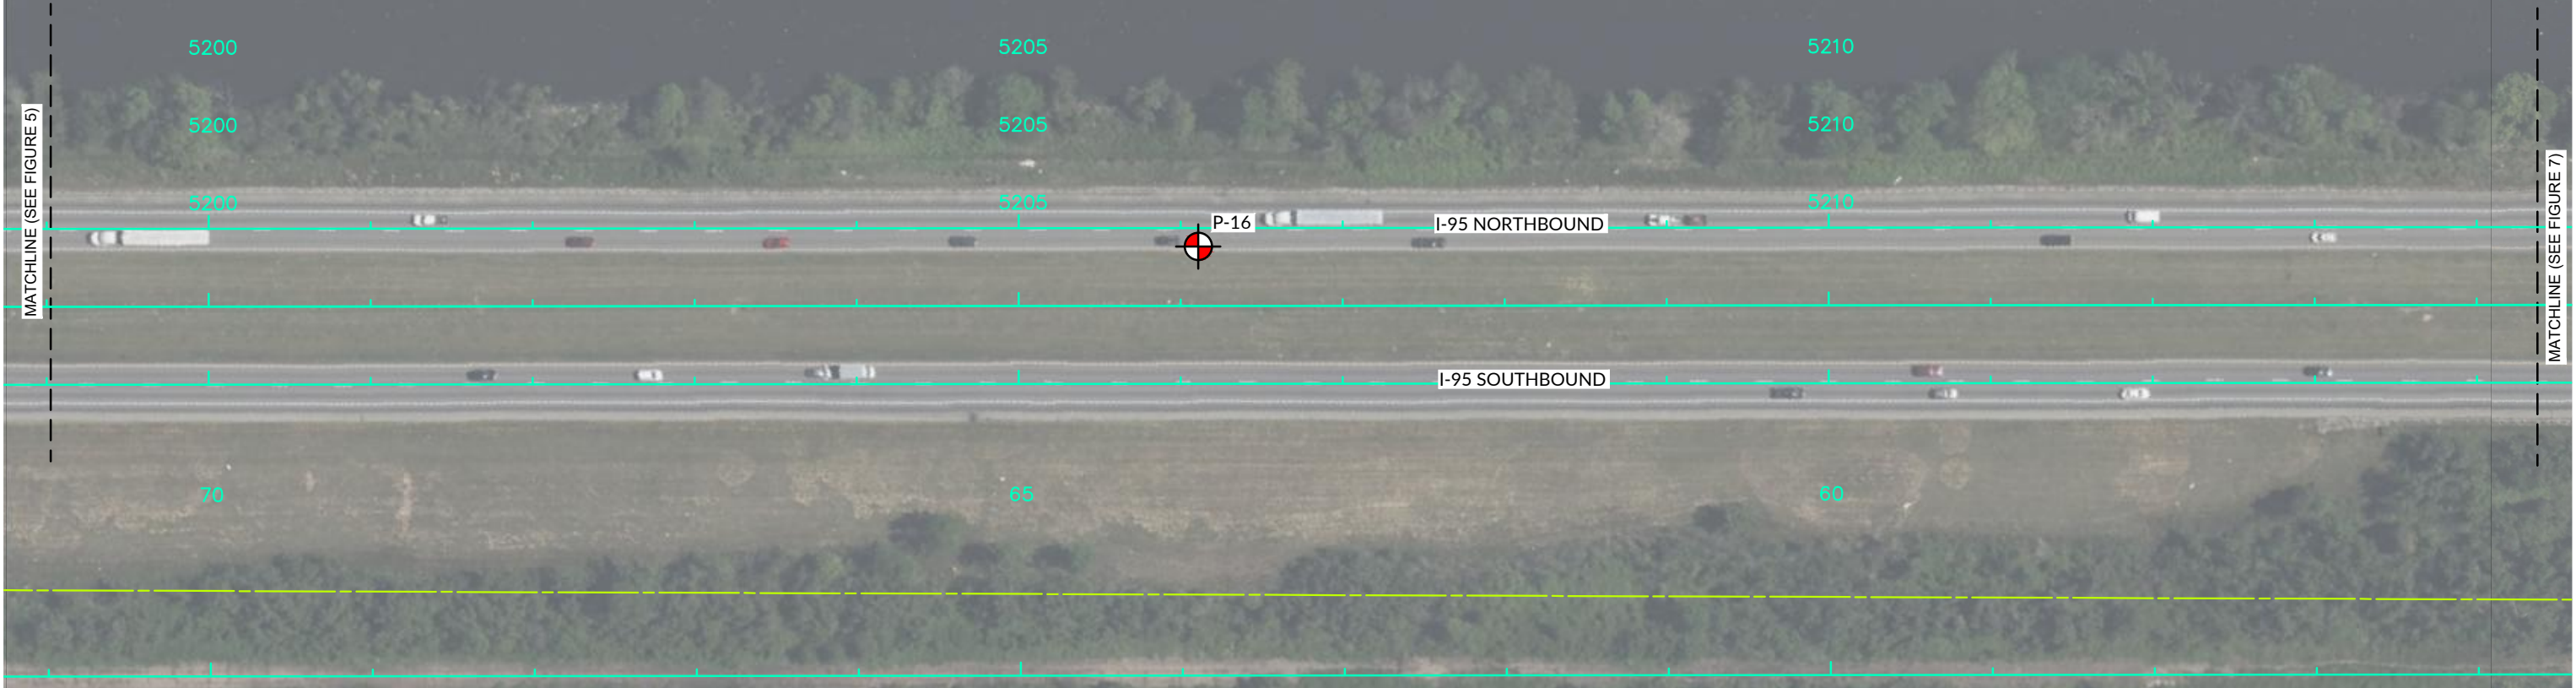 5200 5205 5210
5200 5205 5210
5200 5205 5210
MATCHLINE (SEE FIGURE 5)
P-16
I-95 NORTHBOUND
MATCHLINE (SEE FIGURE 7)
I-95 SOUTHBOUND
70 65 60